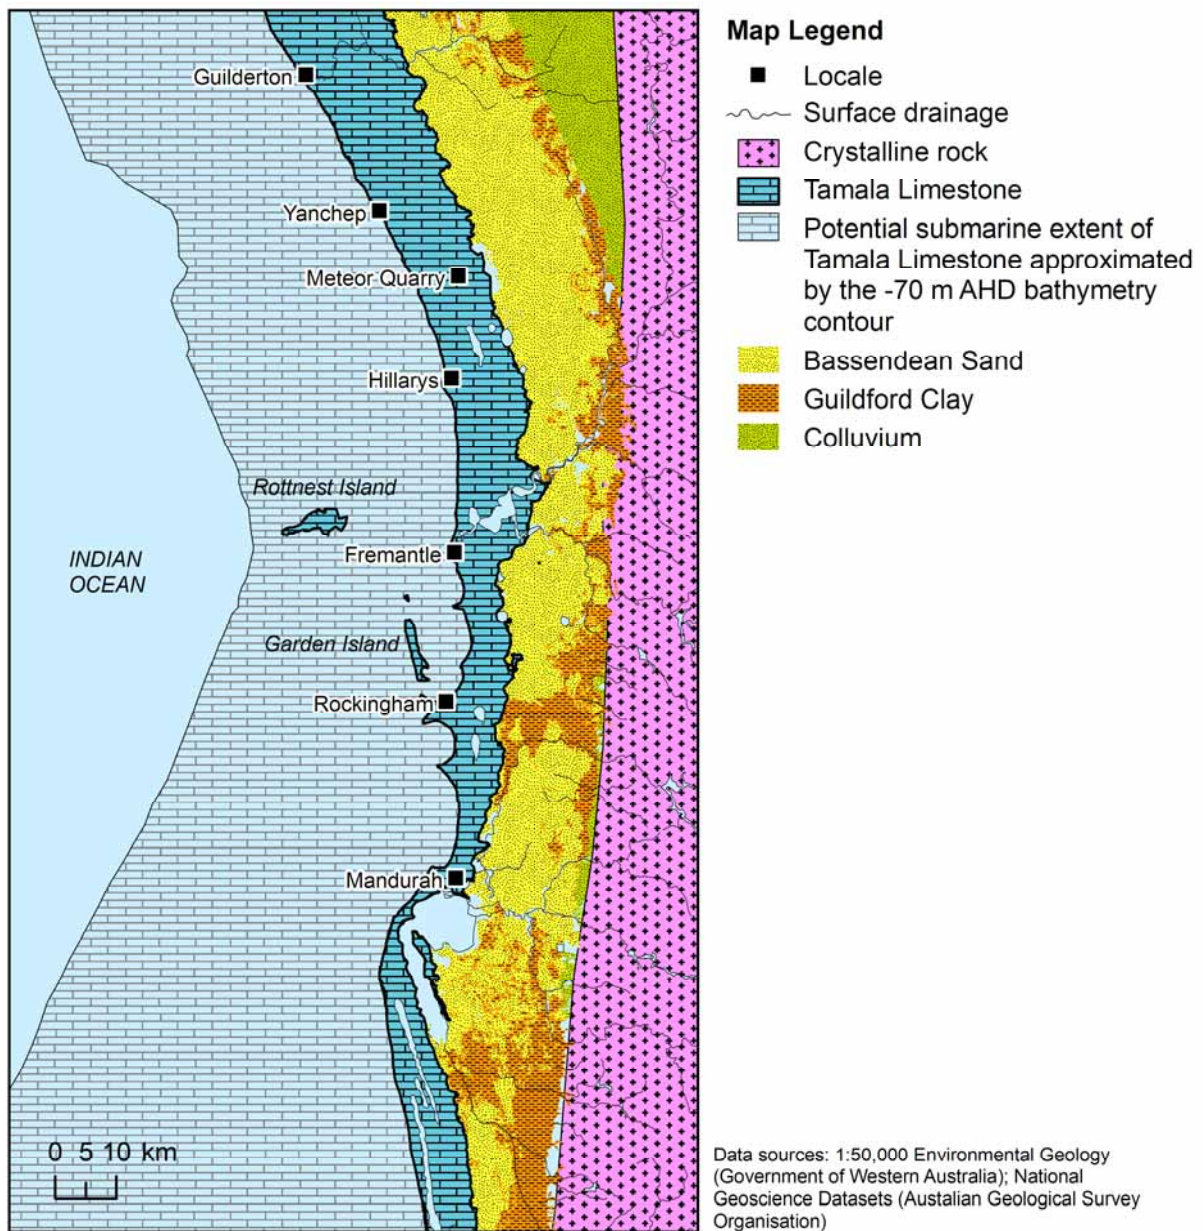 Guilderton
Yanchep
Meteor Quarry
Hillarys
Rottnest Island
INDIAN
OCEAN
Fremantle
Garden Island
Rockingham
Mandurah
0 5 10 km
Map Legend
Locale
Surface drainage
Crystalline rock
Tamala Limestone
Potential submarine extent of
Tamala Limestone approximated
by the -70 m AHD bathymetry
contour
Bassendean Sand
Guildford Clay
Colluvium
Data sources: 1:50,000 Environmental Geology
(Government of Western Australia); National
Geoscience Datasets (Austalian Geological Survey
Organisation)